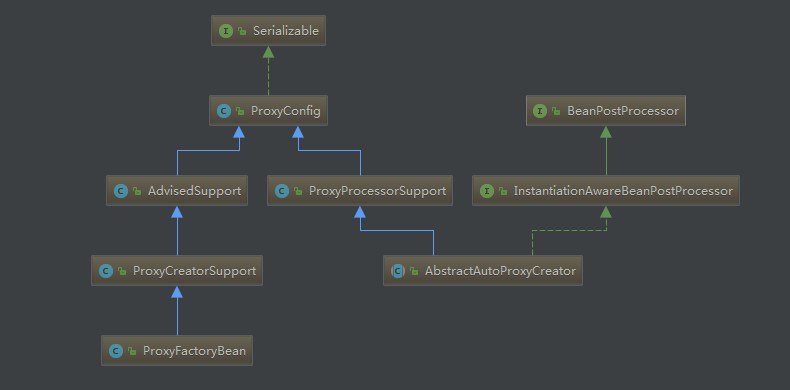 Serializable
ProxyConfig
BeanPostProcessor
AdvisedSupport
ProxyProcessorSupport
InstantiationAwareBeanPostProcessor
ProxyCreatorSupport
AbstractAutoProxyCreator
ProxyFactoryBean